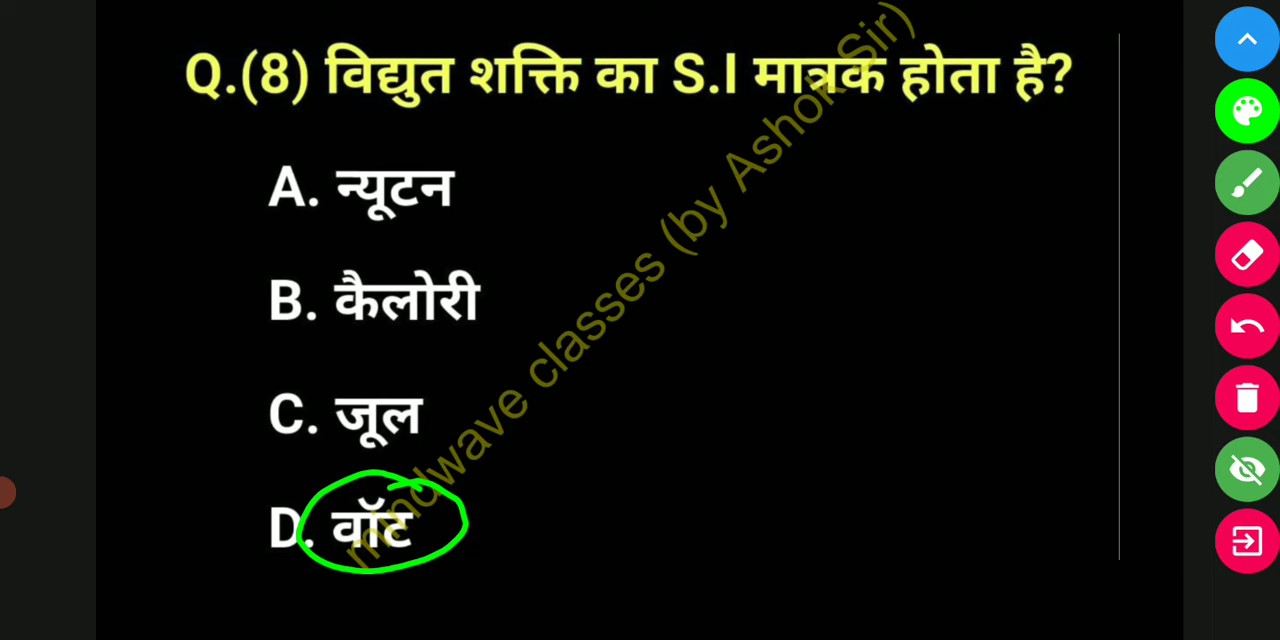 Q.(8) विद्युत शक्ति का S.I मात्रक होता है?
A. न्यूटन
B. कैलोरी
C. जूल
D. वॉट
mindwave classes (by Ashok Sir)